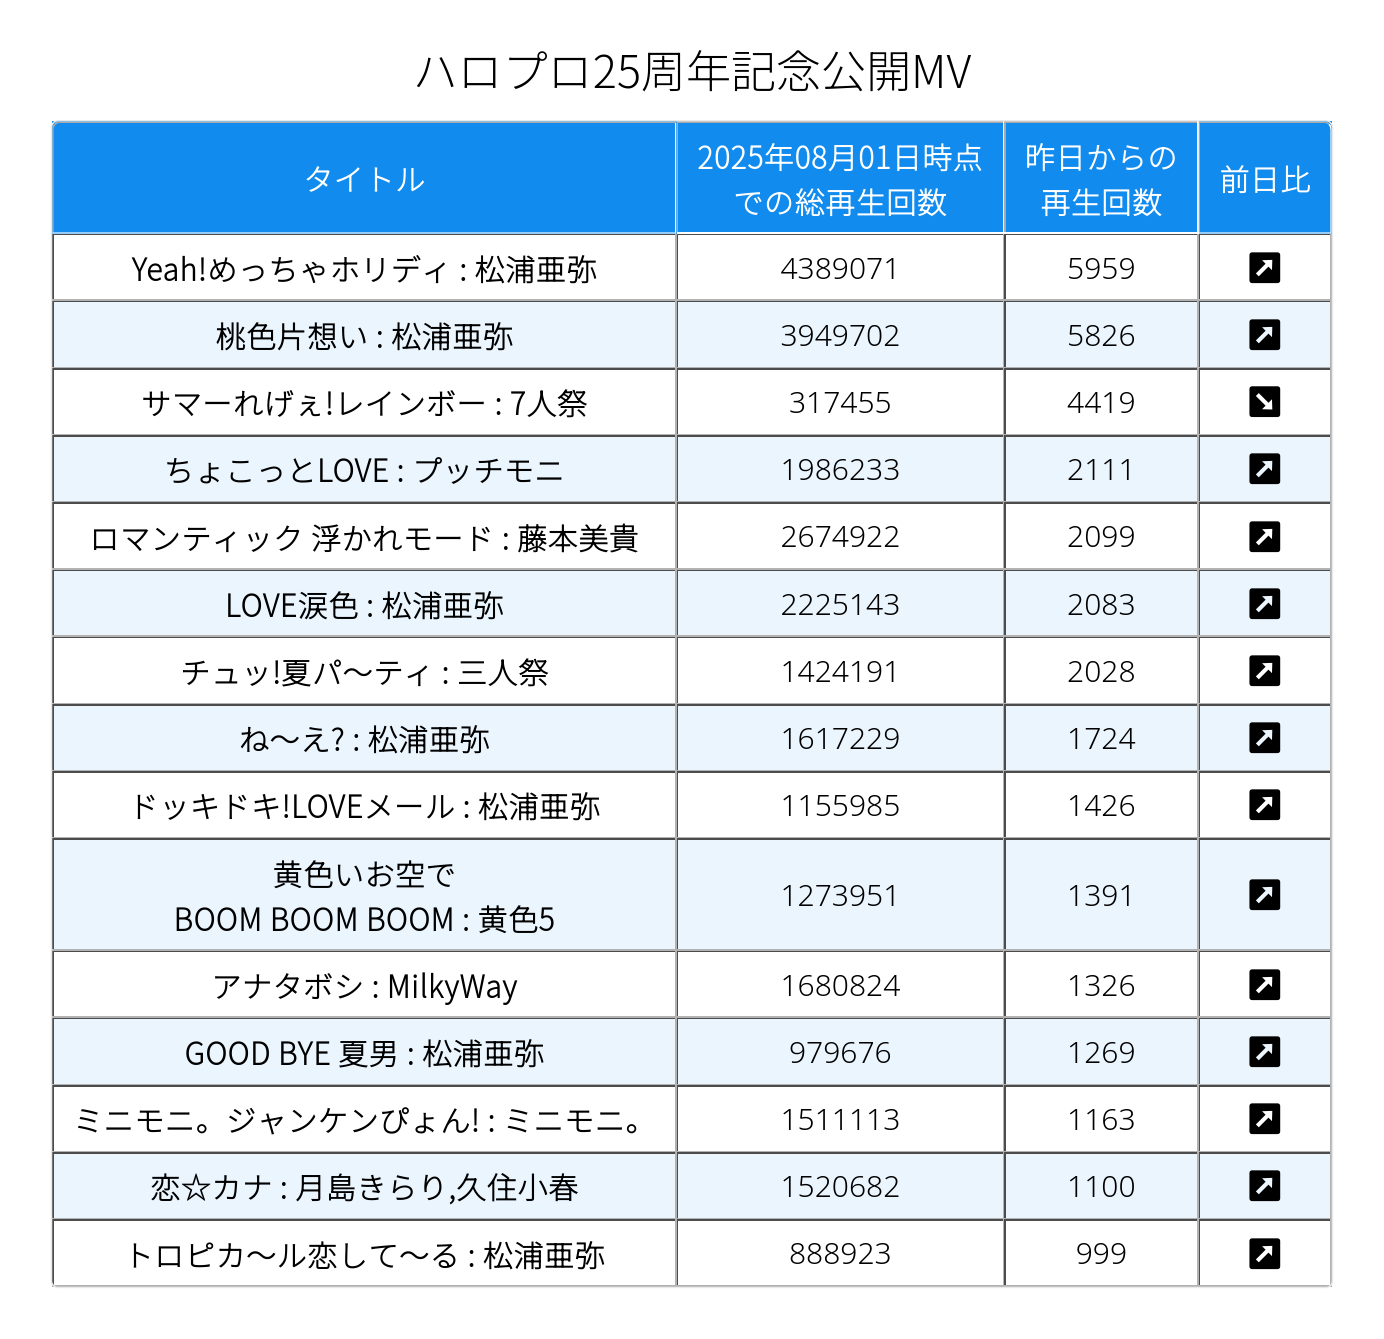 ハロプロ25周年記念公開MV
タイトル 2025年08月01日時点 昨日からの 前日比
での総再生回数 再生回数
Yeah!めっちゃホリディ : 松浦亜弥 4389071 5959 ↗
桃色片想い : 松浦亜弥 3949702 5826 ↗
サマーれげぇ!レインボー : 7人祭 317455 4419 ↘
ちょこっとLOVE : プッチモニ 1986233 2111 ↗
ロマンティック 浮かれモード : 藤本美貴 2674922 2099 ↗
LOVE涙色 : 松浦亜弥 2225143 2083 ↗
チュッ!夏パ〜ティ : 三人祭 1424191 2028 ↗
ね〜え? : 松浦亜弥 1617229 1724 ↗
ドッキドキ!LOVEメール : 松浦亜弥 1155985 1426 ↗
黄色いお空で
BOOM BOOM BOOM : 黄色5 1273951 1391 ↗
アナタボシ : MilkyWay 1680824 1326 ↗
GOOD BYE 夏男 : 松浦亜弥 979676 1269 ↗
ミニモニ。ジャンケンぴょん! : ミニモニ。 1511113 1163 ↗
恋☆カナ : 月島きらり,久住小春 1520682 1100 ↗
トロピカ〜ル恋して〜る : 松浦亜弥 888923 999 ↗